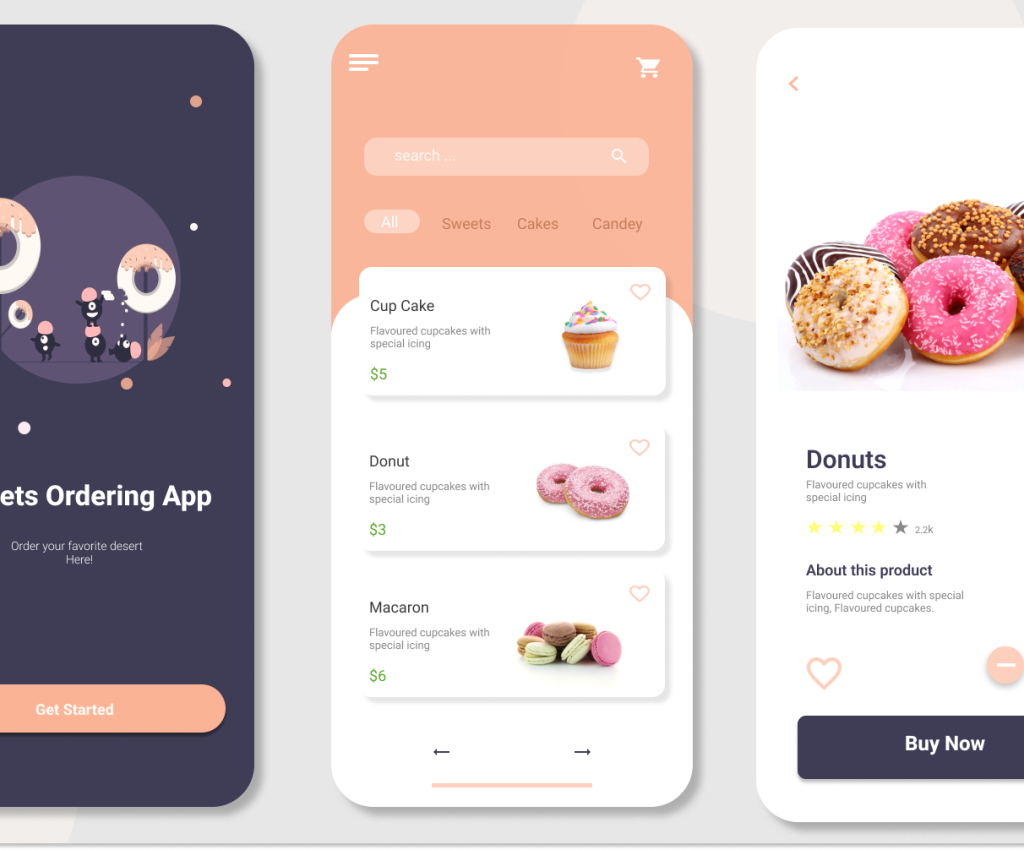 ets Ordering App
Order your favorite desert
Here!
Get Started
search ...
All
Sweets
Cakes
Candey
Cup Cake
Flavoured cupcakes with
special icing
$5
Donut
Flavoured cupcakes with
special icing
$3
Macaron
Flavoured cupcakes with
special icing
$6
Donuts
Flavoured cupcakes with
special icing
2.2k
About this product
Flavoured cupcakes with special
icing, Flavoured cupcakes.
Buy Now